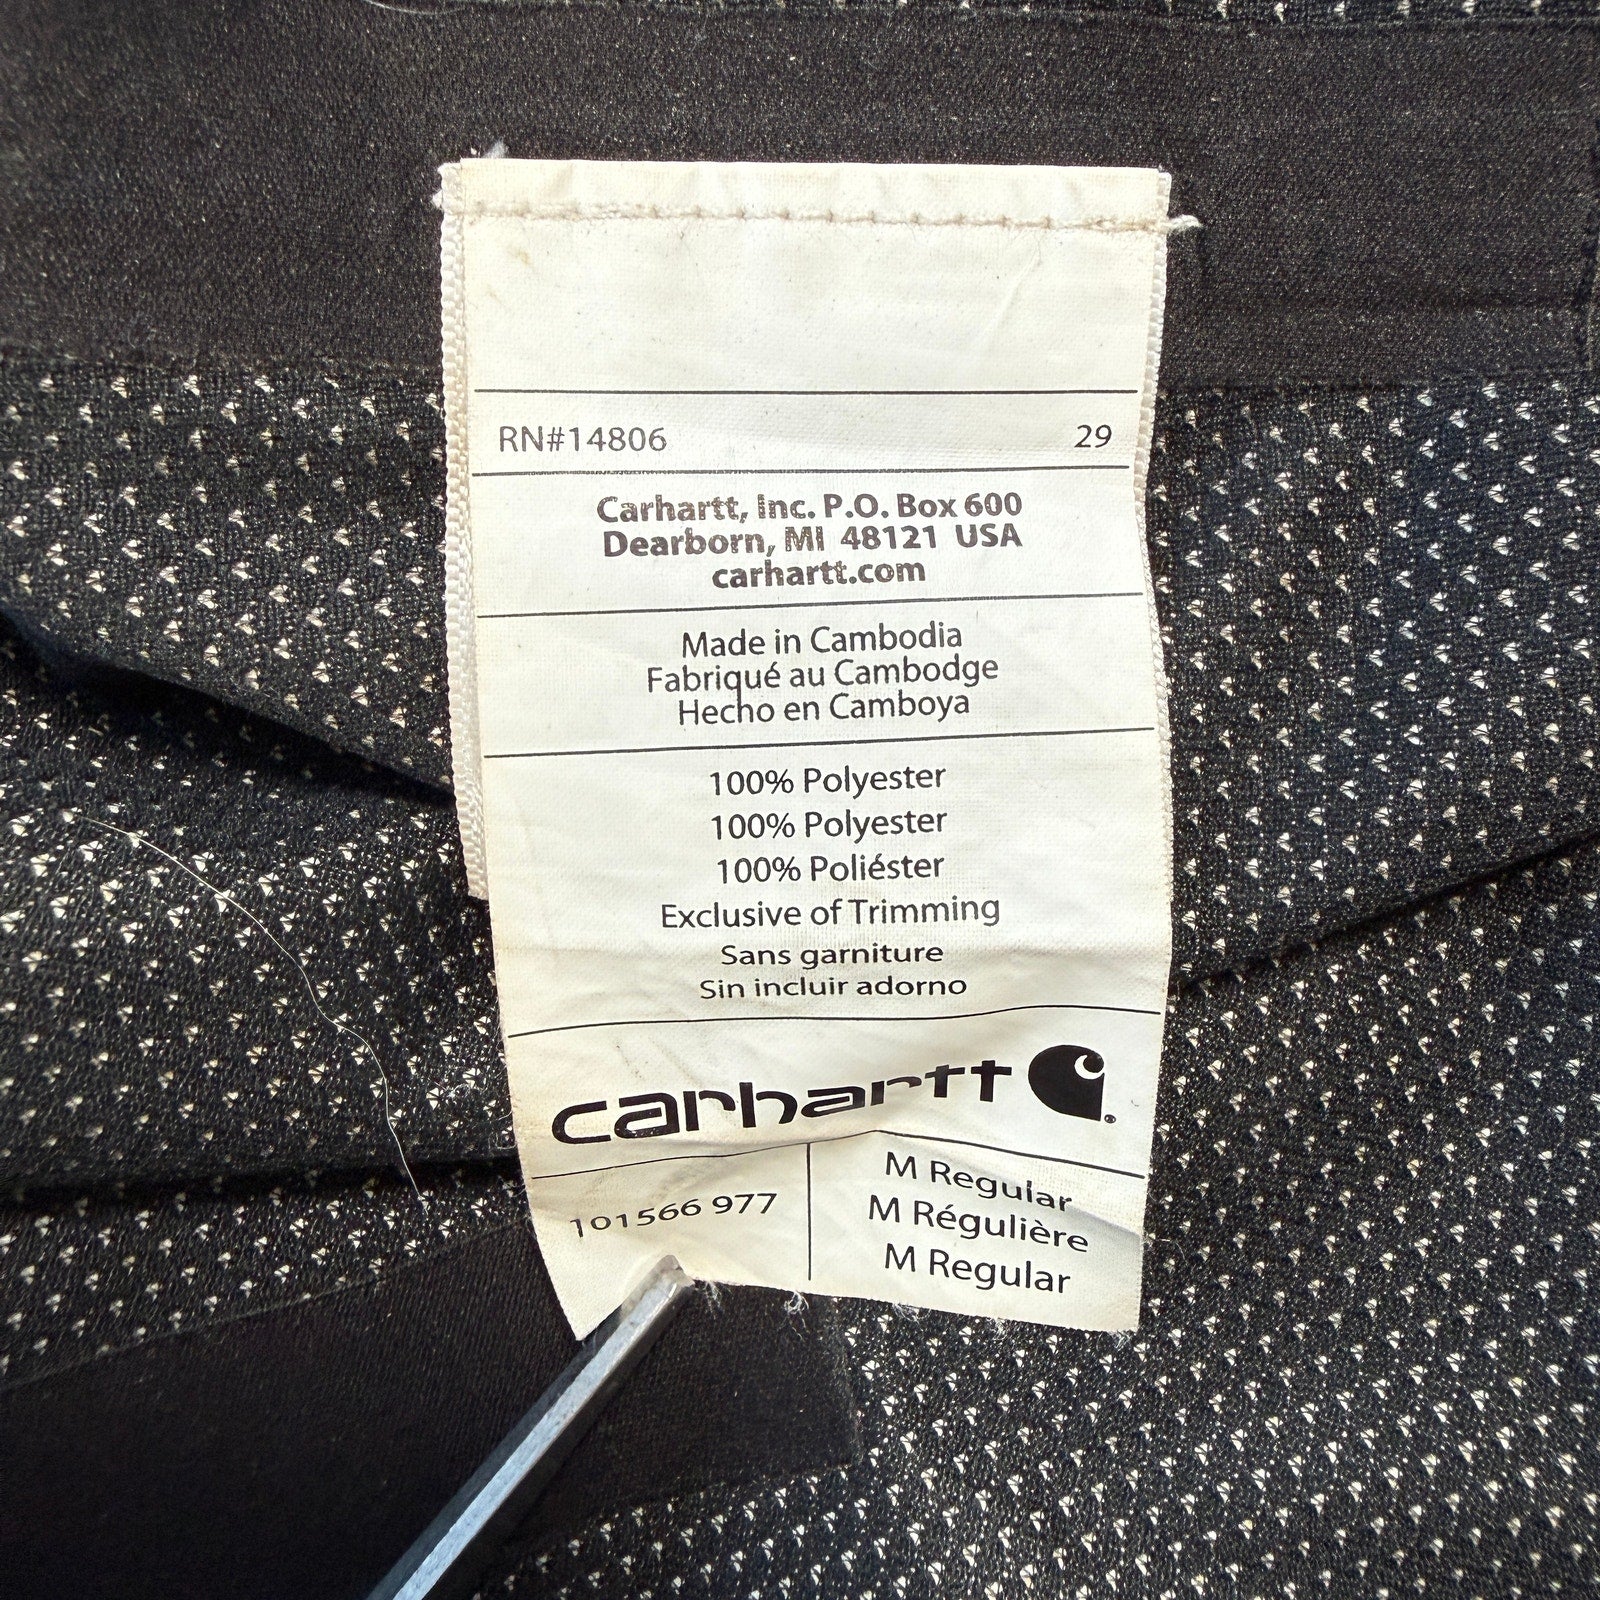 RN#14806 29
Carhartt, Inc. P.O. Box 600
Dearborn, MI 48121 USA
carhartt.com
Made in Cambodia
Fabriqué au Cambodge
Hecho en Camboya
100% Polyester
100% Polyester
100% Poliéster
Exclusive of Trimming
Sans garniture
Sin incluir adorno
carhartt
101566 977
M Regular
M Régulière
M Regular